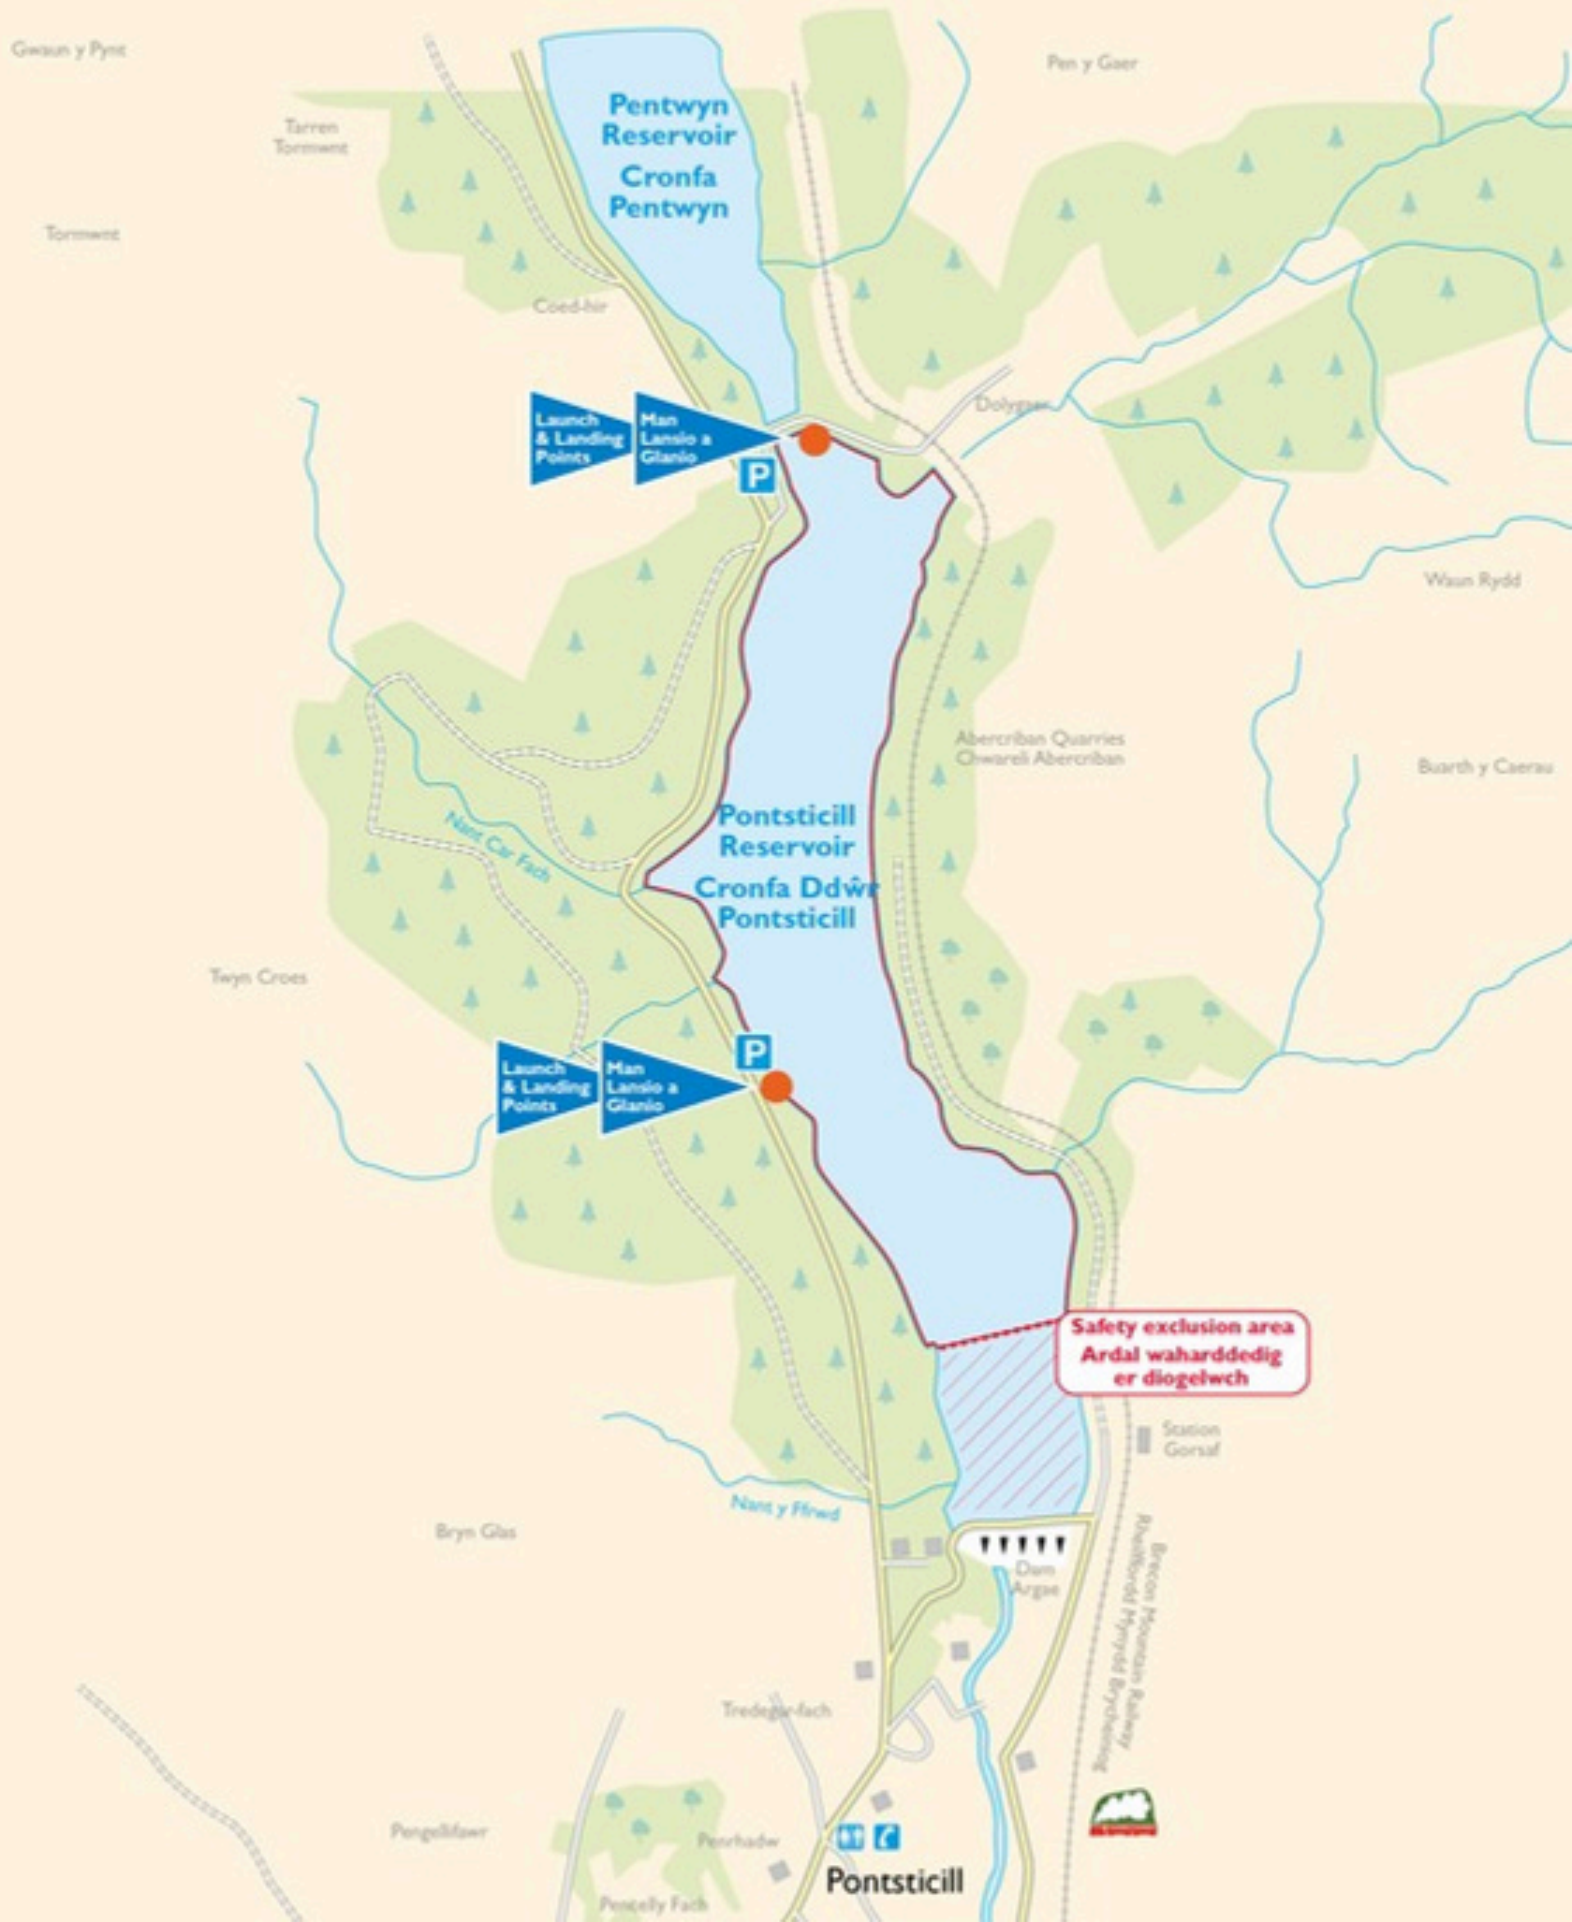 Gwaun y Pynt
Pen y Gaer
Pentwyn
Reservoir
Cronfa
Pentwyn
Tarren
Tormwnt
Tormwnt
Coed-hir
Launch
& Landing
Points
Man
Lansio a
Glanio
P
Dolygaer
Waun Rydd
Abercriban Quarries
Chwareli Abercriban
Buarth y Caerau
Pontsticill
Reservoir
Cronfa Ddŵr
Pontsticill
Nant Car Fach
Twyn Croes
P
Launch
& Landing
Points
Man
Lansio a
Glanio
Safety exclusion area
Ardal waharddedig
er diogelwch
Station
Gorsaf
Nant y Ffrwd
Bryn Glas
Dam
Argae
Brecon Mountain Railway
Rheilffordd Mynydd Brycheiniog
Tredegar-fach
Pengellifawr
Penrhadw
Pontsticill
Pencelly Fach